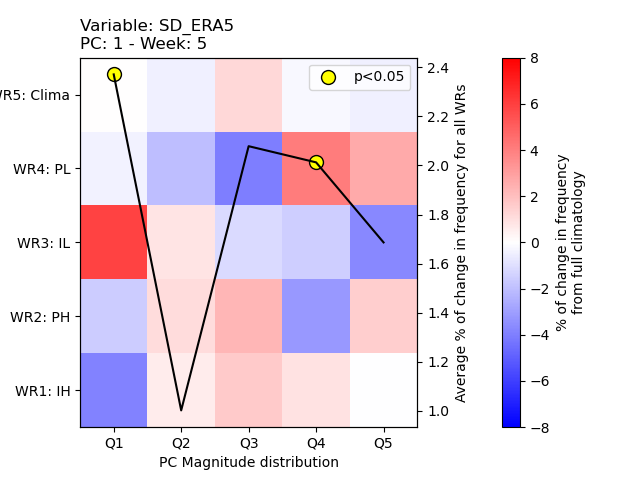 Variable: SD_ERA5
PC: 1 - Week: 5
p<0.05
WR5: Clima
WR4: PL
WR3: IL
WR2: PH
WR1: IH
Q1 Q2 Q3 Q4 Q5
PC Magnitude distribution
2.4
2.2
2.0
1.8
1.6
1.4
1.2
1.0
Average % of change in frequency for all WRs
8
6
4
2
0
−2
−4
−6
−8
% of change in frequency
from full climatology